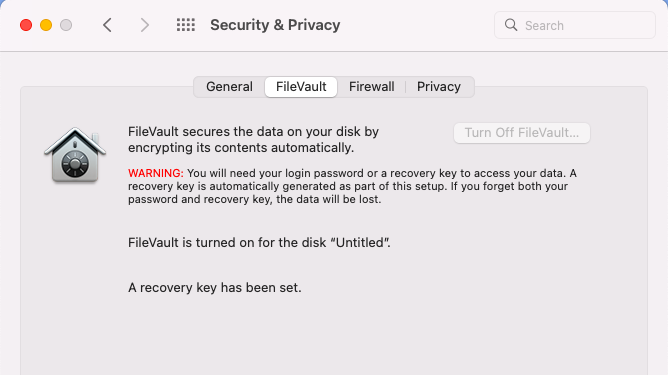 Security & Privacy
Search
General
FileVault
Firewall
Privacy
FileVault secures the data on your disk by
encrypting its contents automatically.
Turn Off FileVault...
WARNING: You will need your login password or a recovery key to access your data. A
recovery key is automatically generated as part of this setup. If you forget both your
password and recovery key, the data will be lost.
FileVault is turned on for the disk “Untitled”.
A recovery key has been set.